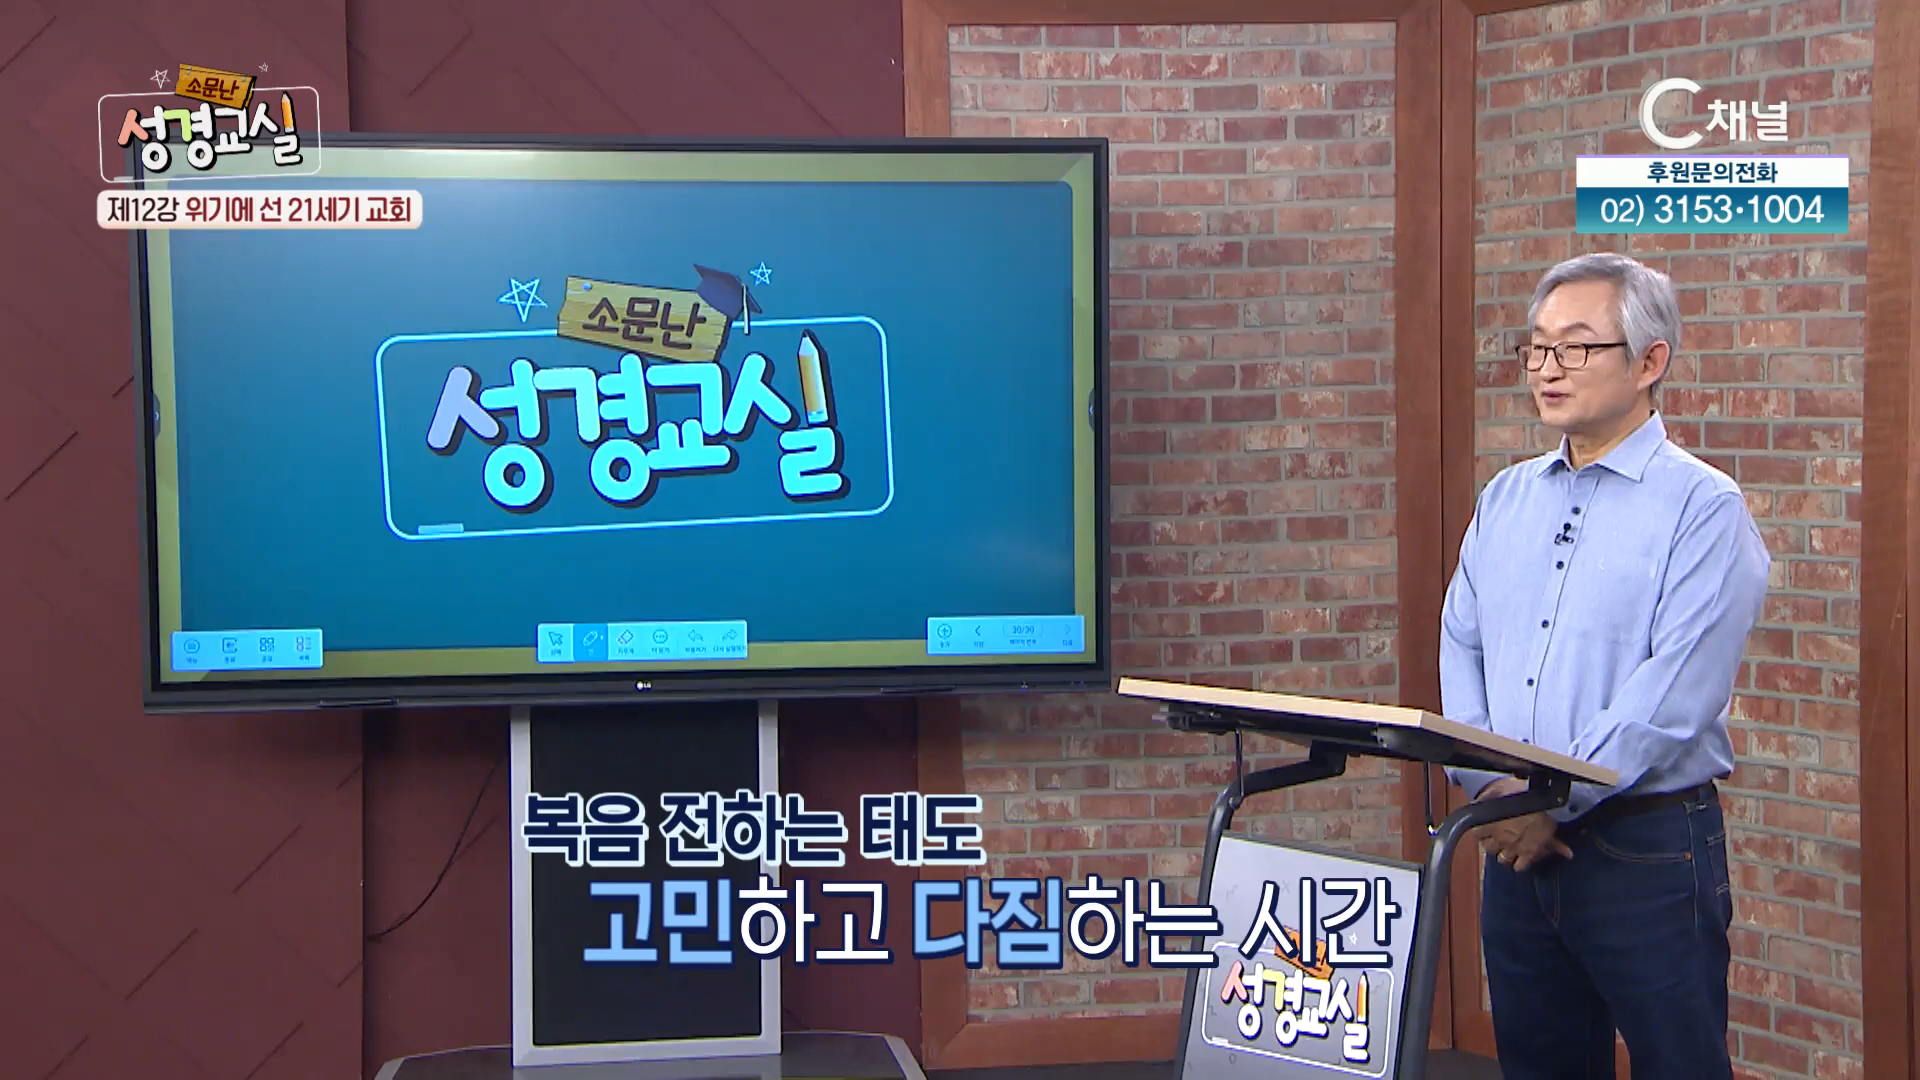 소문난
성경교실
제12강 위기에 선 21세기 교회
C채널
후원문의전화
02) 3153·1004
소문난
성경교실
30/30
LG
복음 전하는 태도
고민하고 다짐하는 시간
성경교실